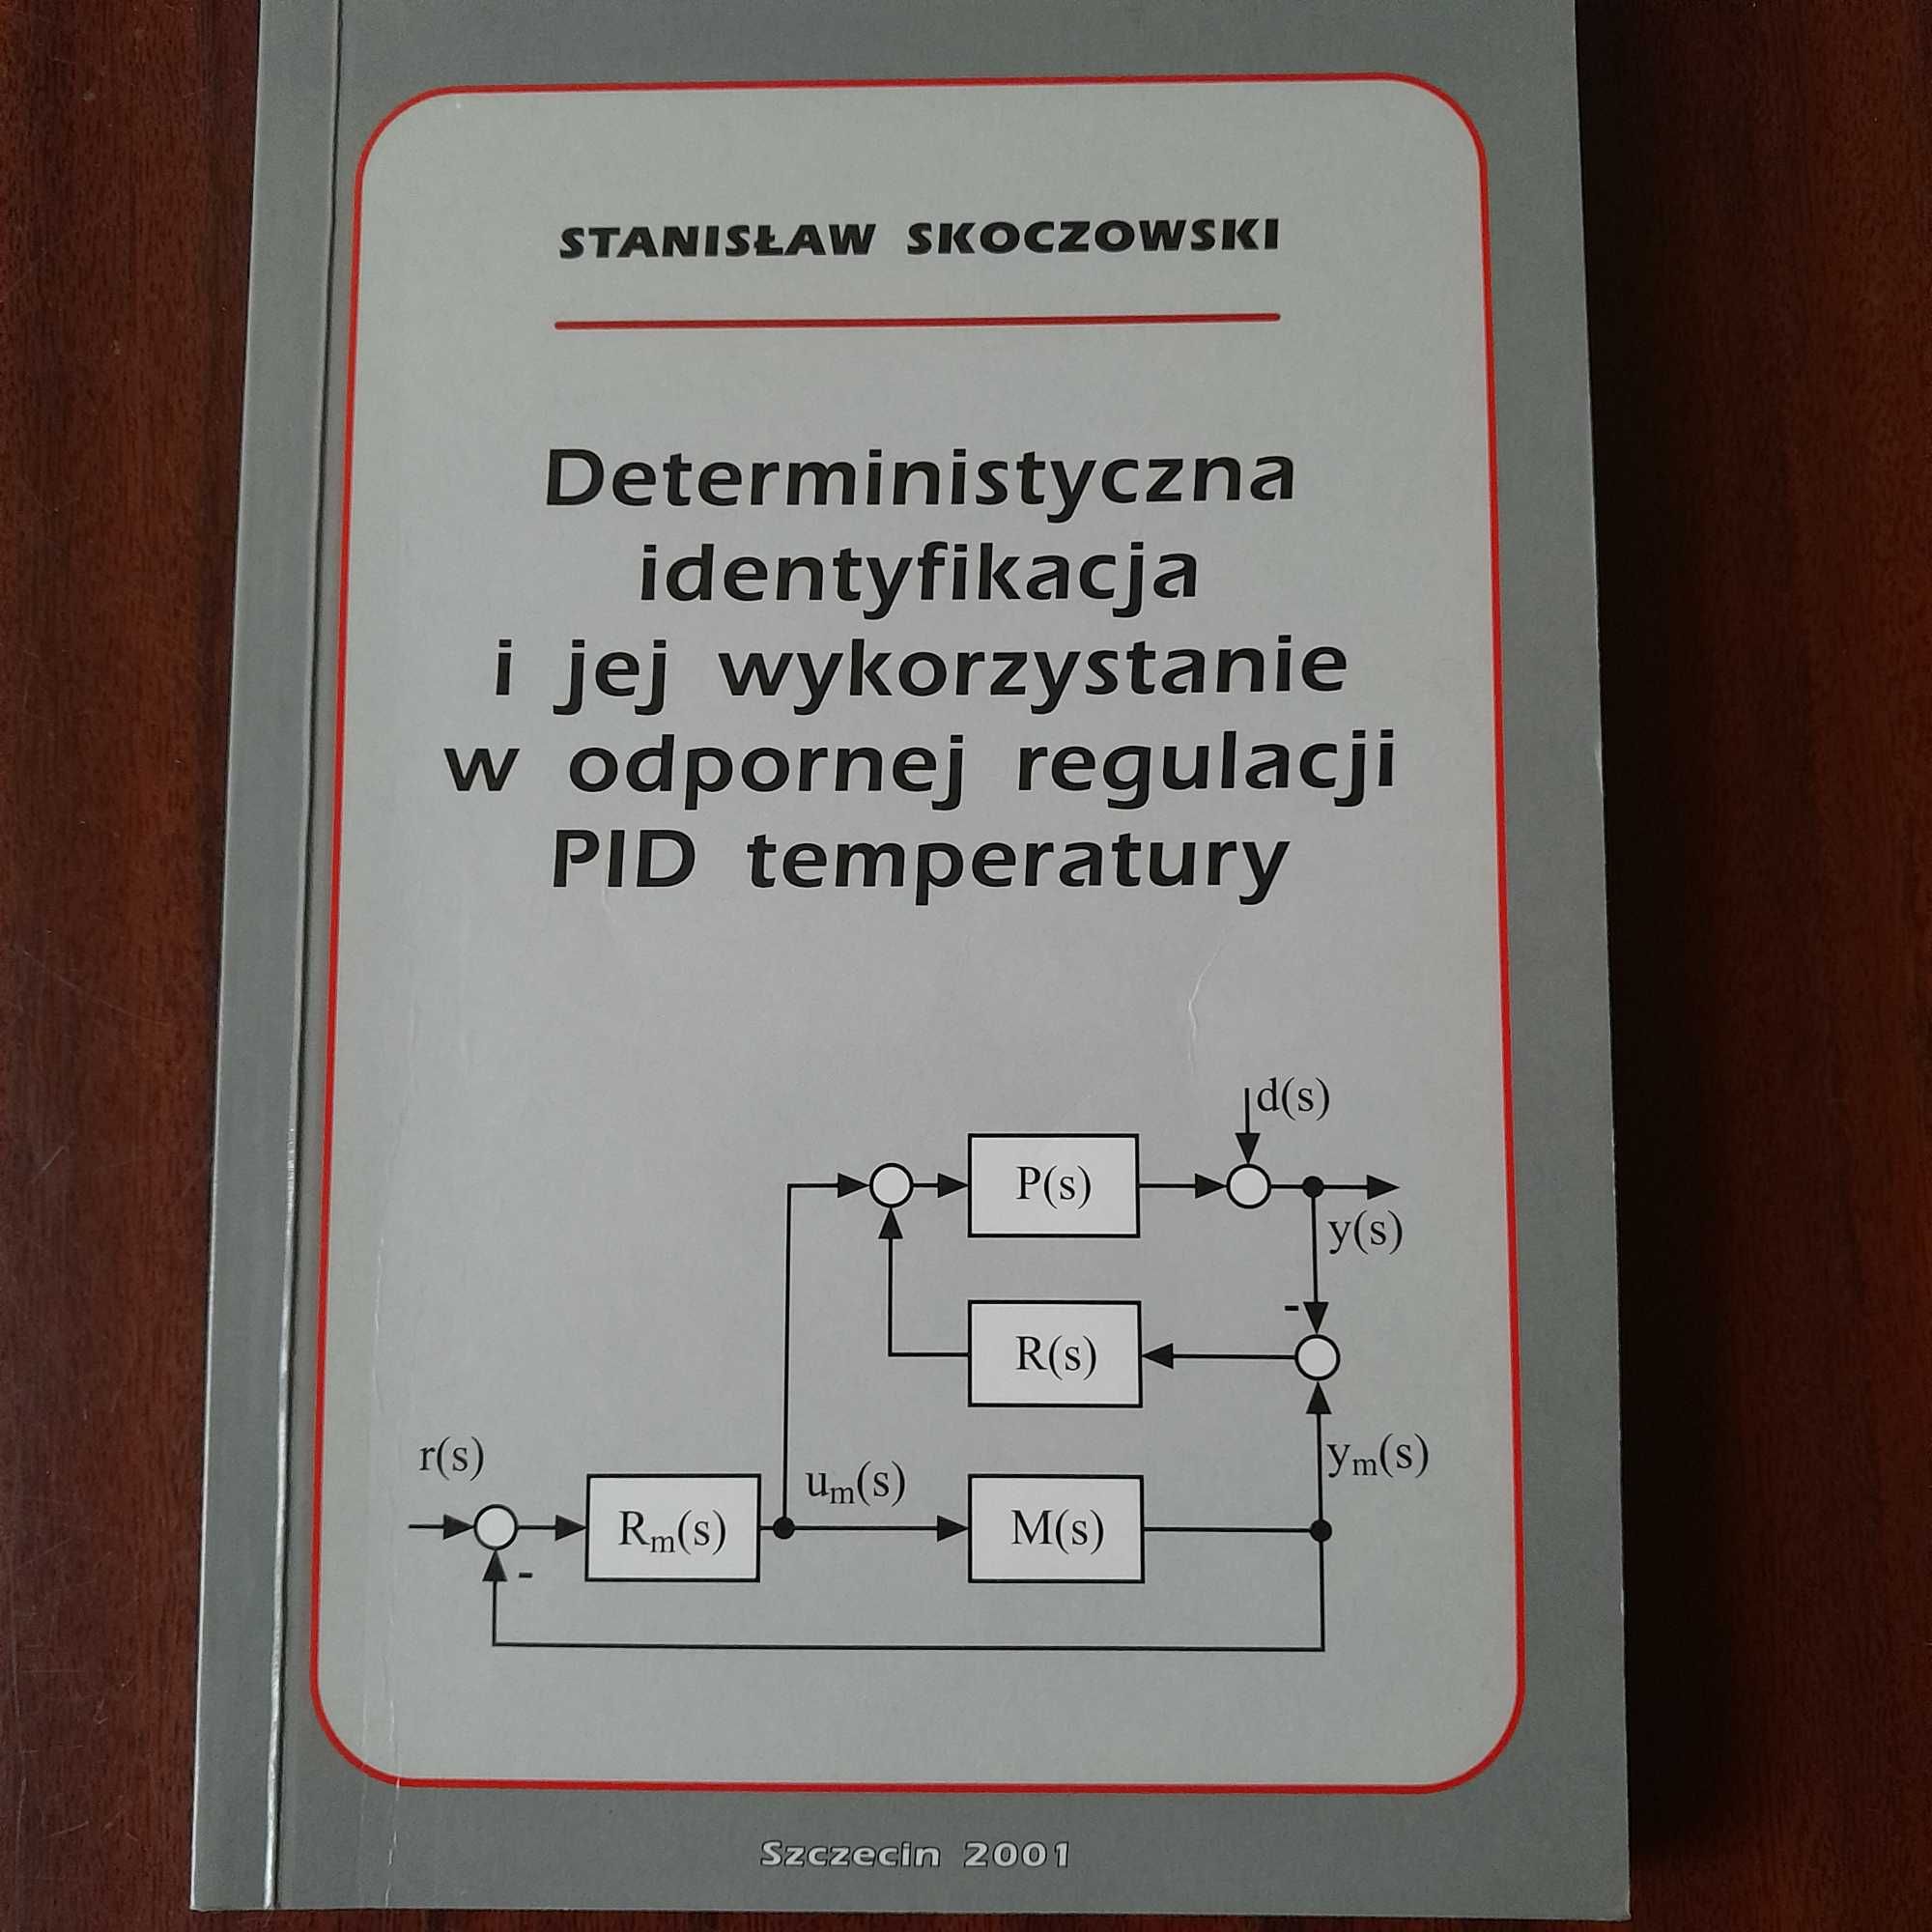 STANISŁAW SKOCZOWSKI
Deterministyczna
identyfikacja
i jej wykorzystanie
w odpornej regulacji
PID temperatury
d(s)
P(s)
y(s)
-
R(s)
r(s)
um(s)
ym(s)
Rm(s)
M(s)
-
Szczecin 2001